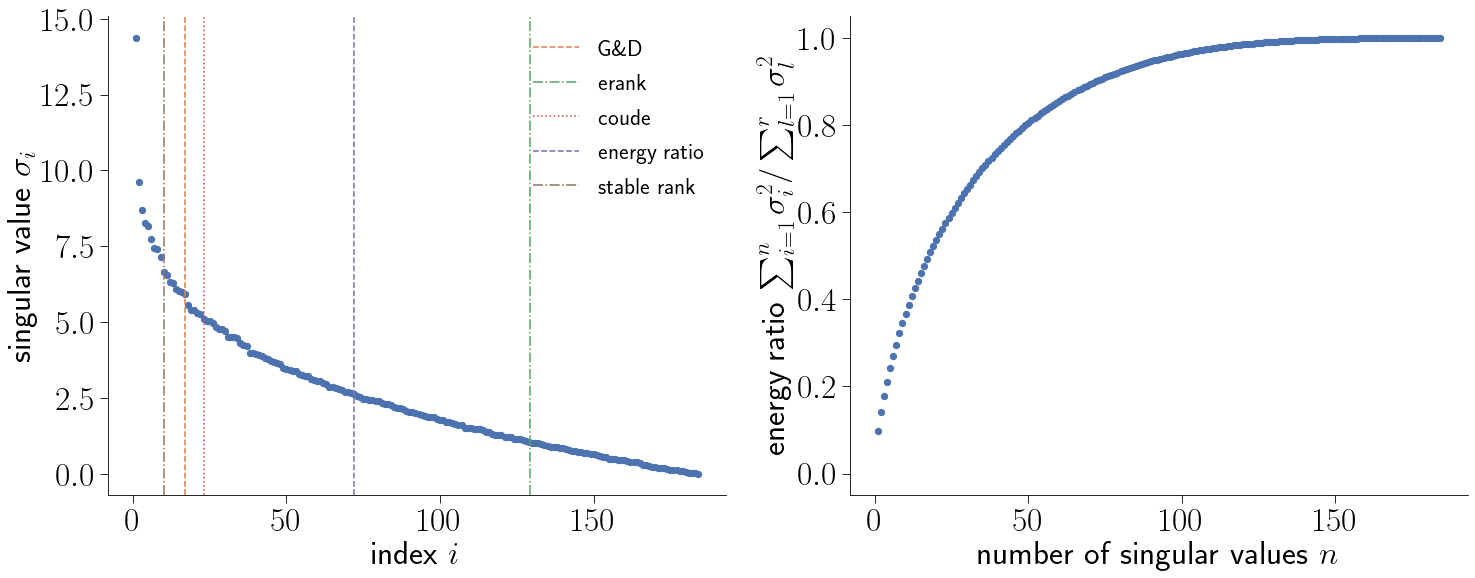 15.0
12.5
10.0
7.5
5.0
2.5
0.0
singular value σ_i
0
50
100
150
index i
G&D
erank
coude
energy ratio
stable rank
1.0
0.8
0.6
0.4
0.2
0.0
energy ratio ∑_{i=1}^{n} σ_i^2 / ∑_{l=1}^{r} σ_l^2
0
50
100
150
number of singular values n